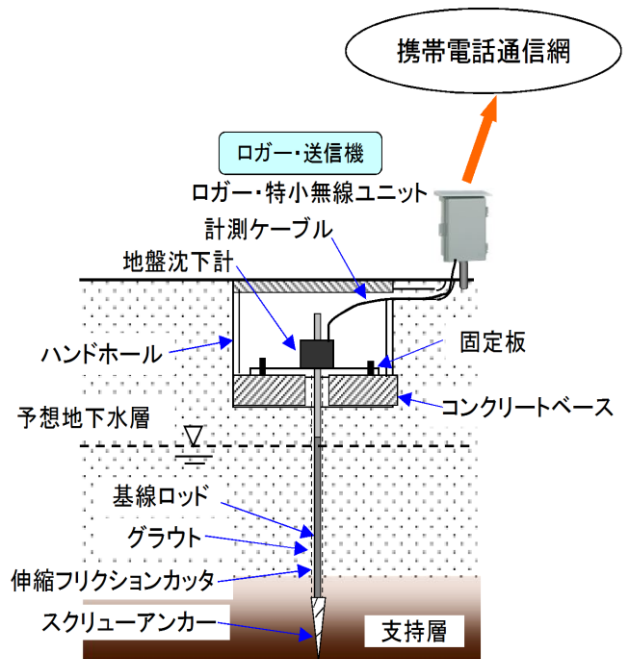 携帯電話通信網
ロガー・送信機
ロガー・特小無線ユニット
計測ケーブル
地盤沈下計
ハンドホール
固定板
コンクリートベース
予想地下水層
基線ロッド
グラウト
伸縮フリクションカッタ
スクリューアンカー
支持層